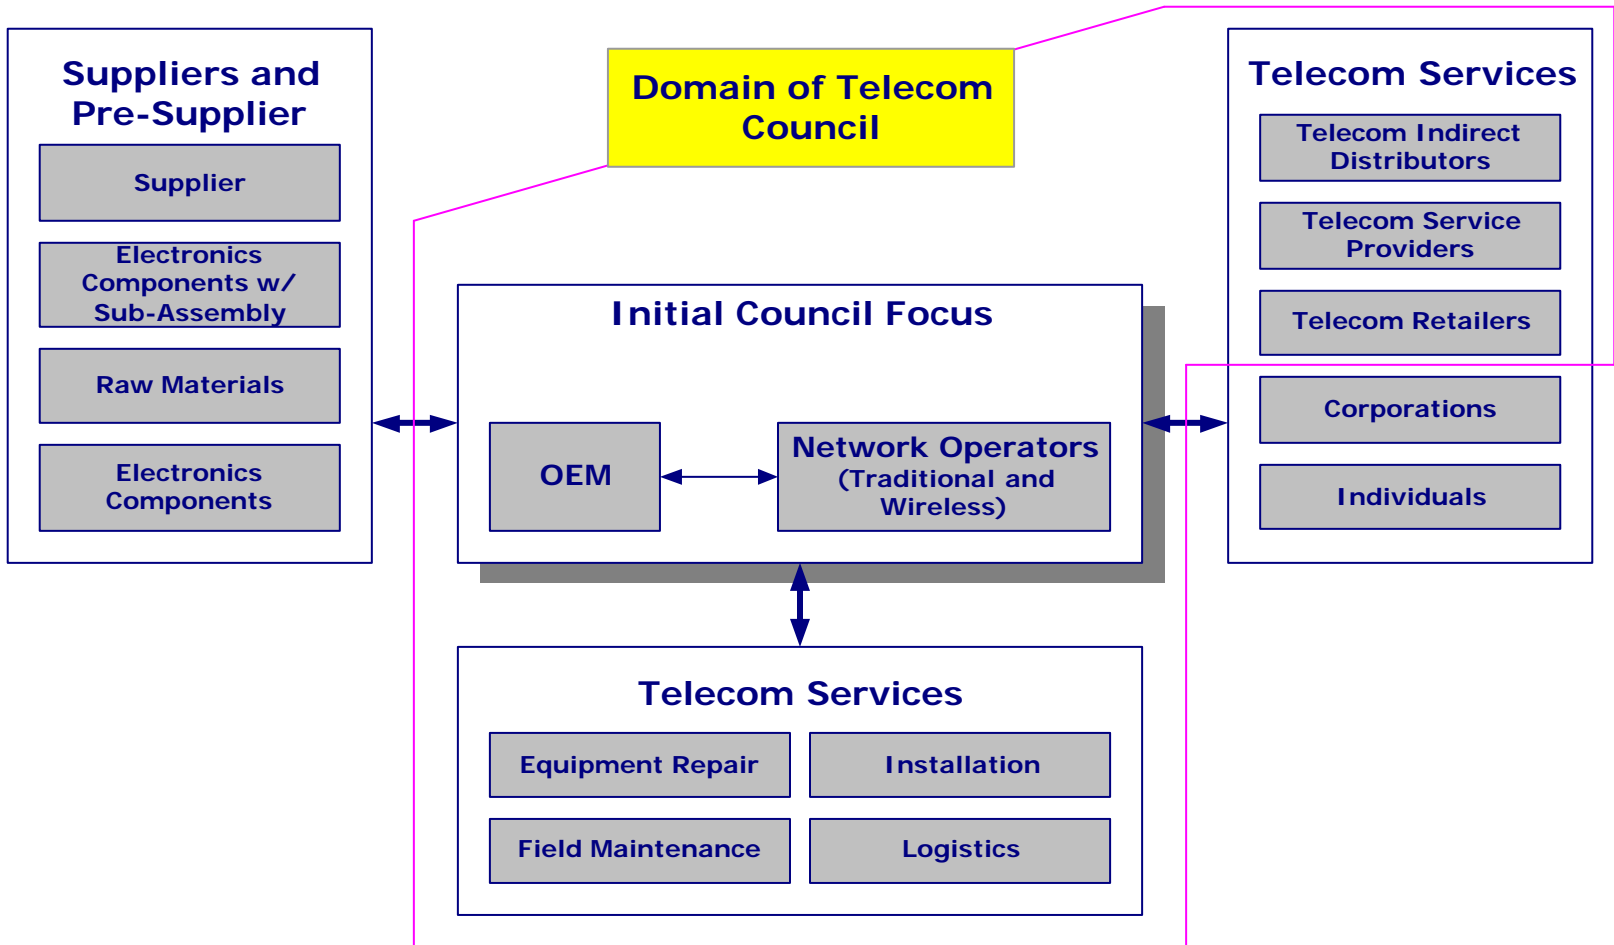 Suppliers and
Pre-Supplier
Supplier
Electronics
Components w/
Sub-Assembly
Raw Materials
Electronics
Components
Domain of Telecom
Council
Initial Council Focus
OEM
Network Operators
(Traditional and
Wireless)
Telecom Services
Equipment Repair
Installation
Field Maintenance
Logistics
Telecom Services
Telecom Indirect
Distributors
Telecom Service
Providers
Telecom Retailers
Corporations
Individuals